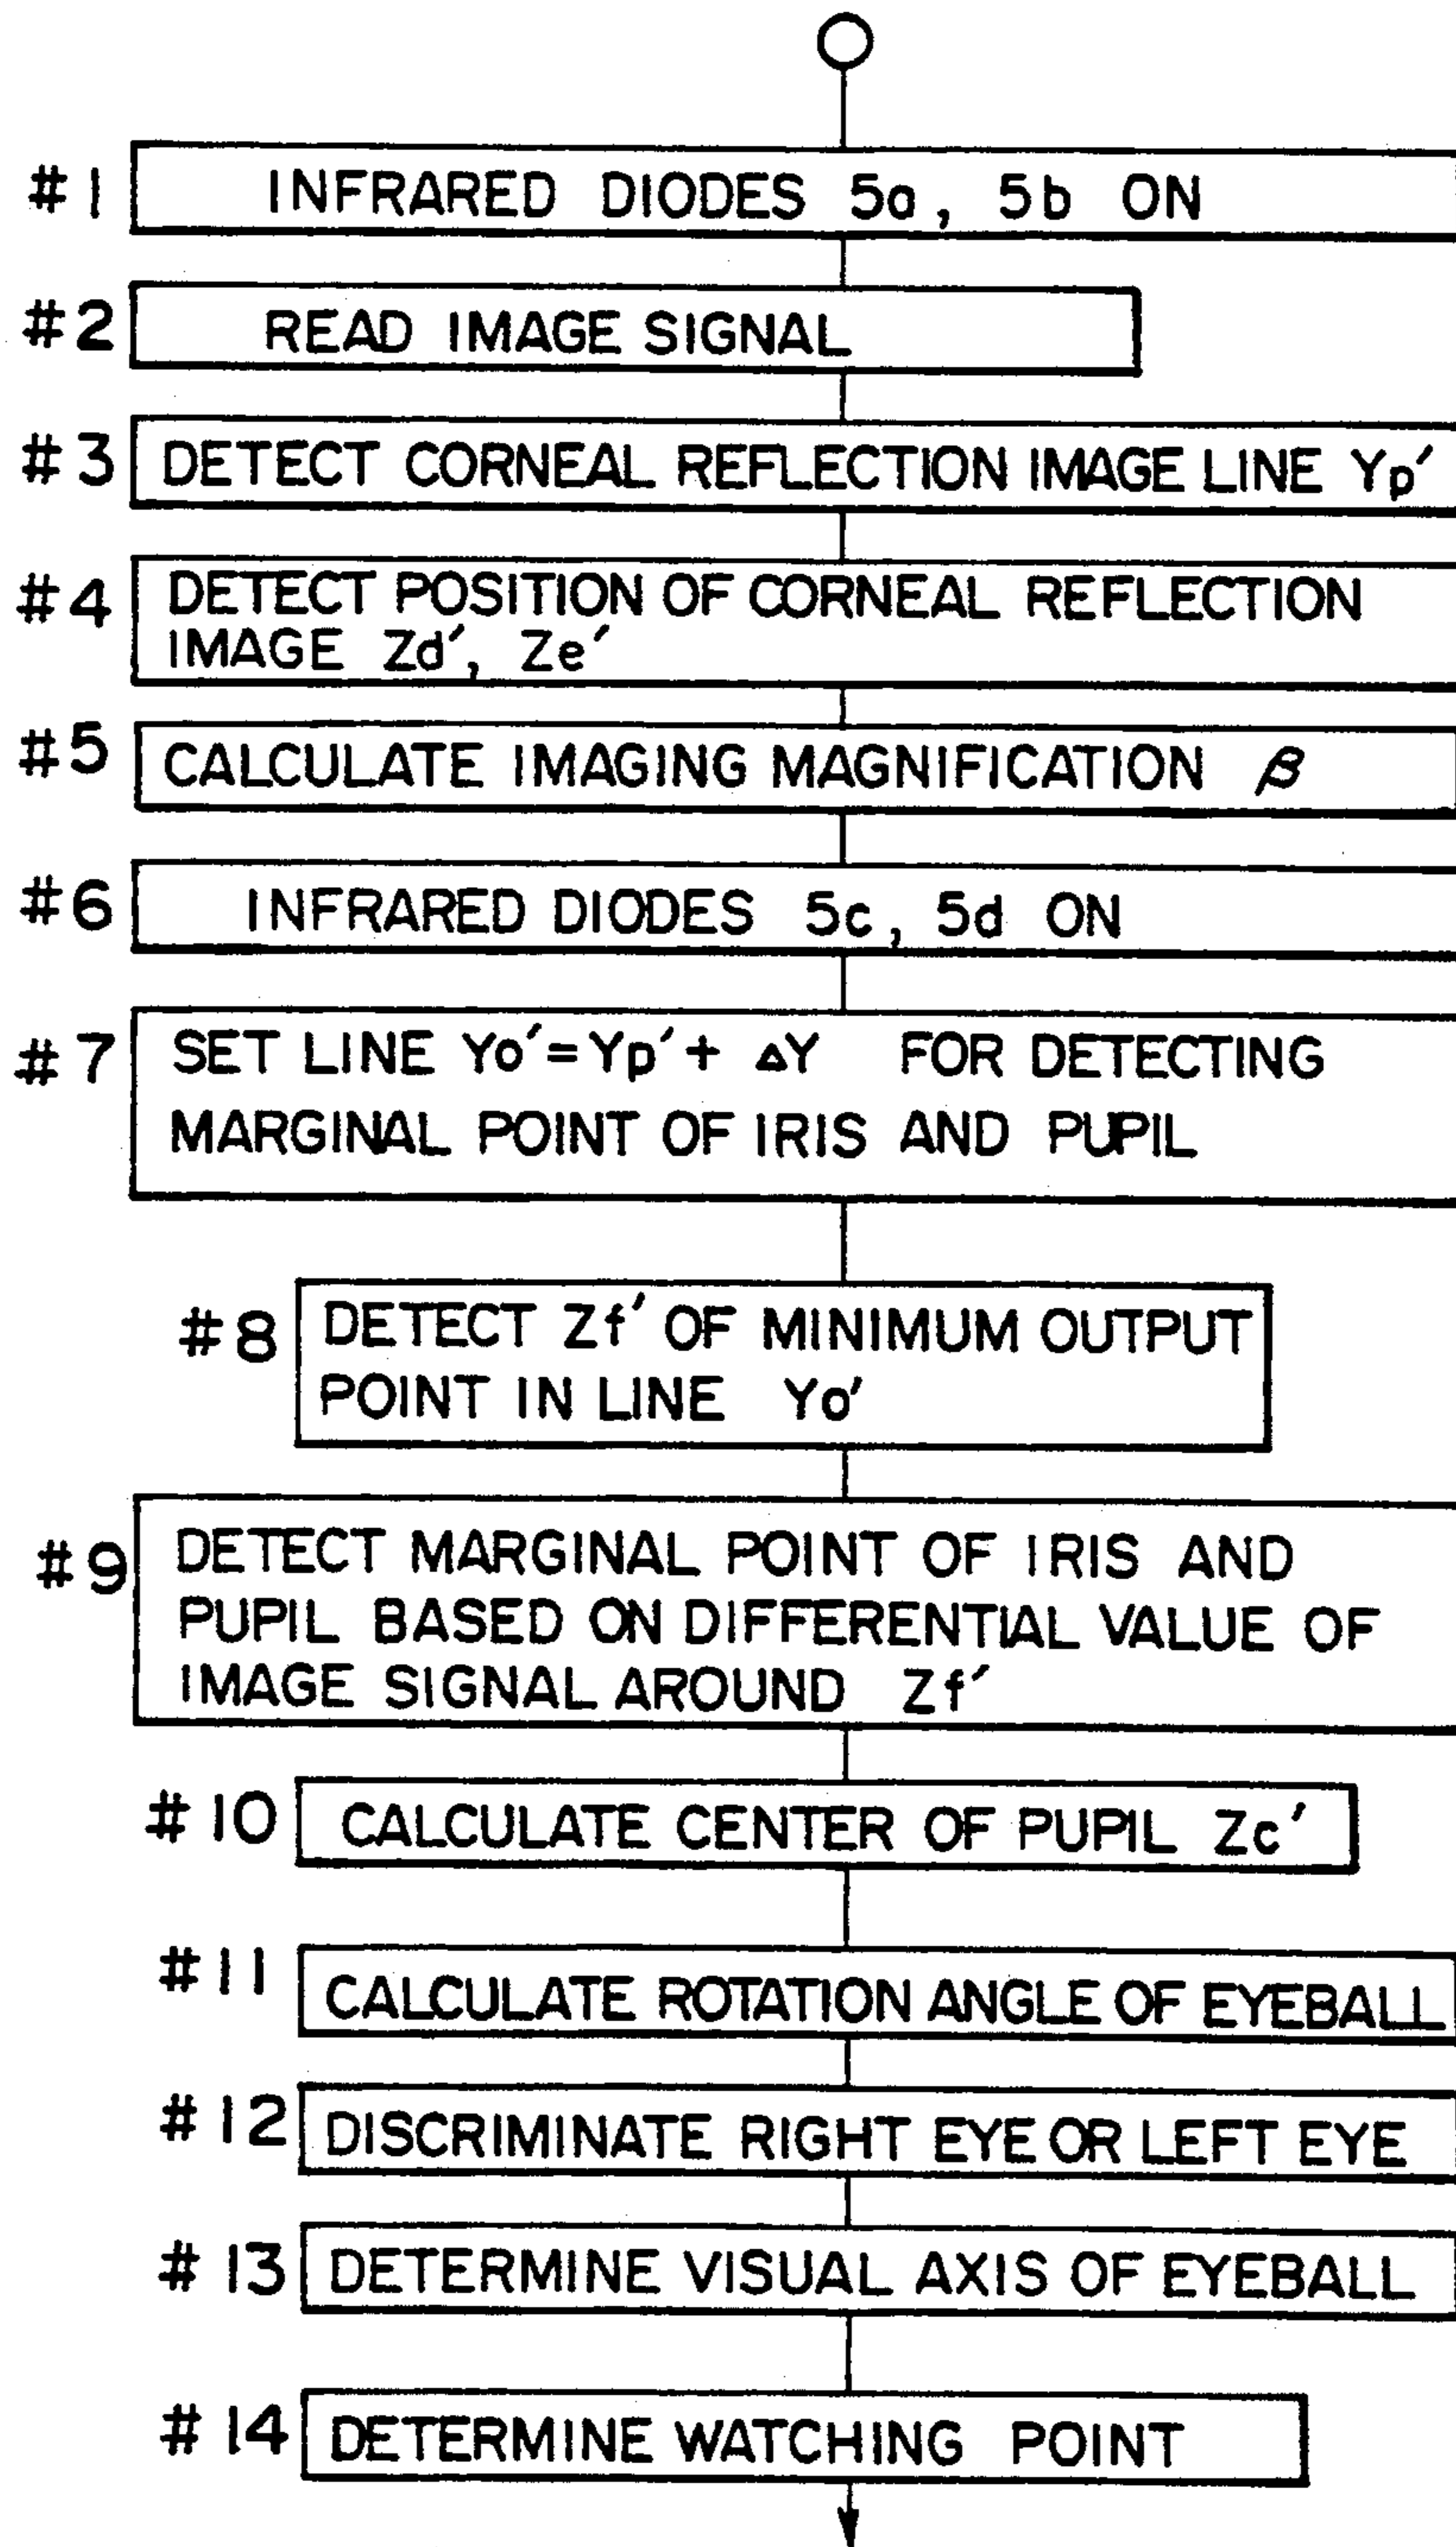 #1 INFRARED DIODES 5a, 5b ON
#2 READ IMAGE SIGNAL
#3 DETECT CORNEAL REFLECTION IMAGE LINE Yp′
#4 DETECT POSITION OF CORNEAL REFLECTION
IMAGE Zd′, Ze′
#5 CALCULATE IMAGING MAGNIFICATION β
#6 INFRARED DIODES 5c, 5d ON
#7 SET LINE Yo′=Yp′+ ΔY FOR DETECTING
MARGINAL POINT OF IRIS AND PUPIL
#8 DETECT Zf′ OF MINIMUM OUTPUT
POINT IN LINE Yo′
#9 DETECT MARGINAL POINT OF IRIS AND
PUPIL BASED ON DIFFERENTIAL VALUE OF
IMAGE SIGNAL AROUND Zf′
#10 CALCULATE CENTER OF PUPIL Zc′
#11 CALCULATE ROTATION ANGLE OF EYEBALL
#12 DISCRIMINATE RIGHT EYE OR LEFT EYE
#13 DETERMINE VISUAL AXIS OF EYEBALL
#14 DETERMINE WATCHING POINT